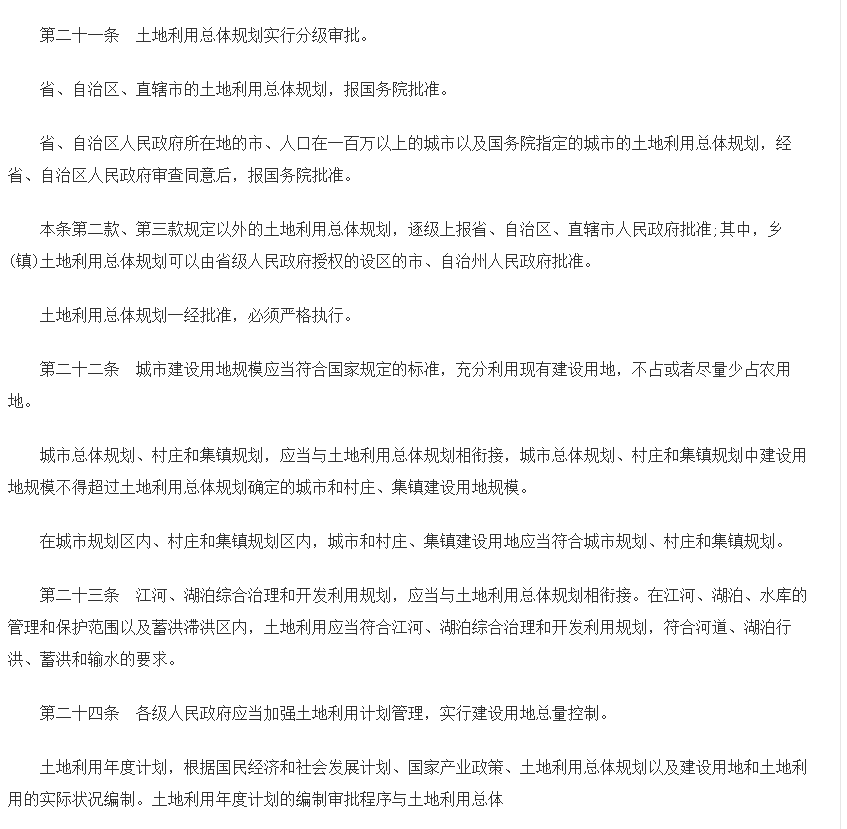 第二十一条　土地利用总体规划实行分级审批。
省、自治区、直辖市的土地利用总体规划，报国务院批准。
省、自治区人民政府所在地的市、人口在一百万以上的城市以及国务院指定的城市的土地利用总体规划，经
省、自治区人民政府审查同意后，报国务院批准。
本条第二款、第三款规定以外的土地利用总体规划，逐级上报省、自治区、直辖市人民政府批准;其中，乡
(镇)土地利用总体规划可以由省级人民政府授权的设区的市、自治州人民政府批准。
土地利用总体规划一经批准，必须严格执行。
第二十二条　城市建设用地规模应当符合国家规定的标准，充分利用现有建设用地，不占或者尽量少占农用
地。
城市总体规划、村庄和集镇规划，应当与土地利用总体规划相衔接，城市总体规划、村庄和集镇规划中建设用
地规模不得超过土地利用总体规划确定的城市和村庄、集镇建设用地规模。
在城市规划区内、村庄和集镇规划区内，城市和村庄、集镇建设用地应当符合城市规划、村庄和集镇规划。
第二十三条　江河、湖泊综合治理和开发利用规划，应当与土地利用总体规划相衔接。在江河、湖泊、水库的
管理和保护范围以及蓄洪滞洪区内，土地利用应当符合江河、湖泊综合治理和开发利用规划，符合河道、湖泊行
洪、蓄洪和输水的要求。
第二十四条　各级人民政府应当加强土地利用计划管理，实行建设用地总量控制。
土地利用年度计划，根据国民经济和社会发展计划、国家产业政策、土地利用总体规划以及建设用地和土地利
用的实际状况编制。土地利用年度计划的编制审批程序与土地利用总体